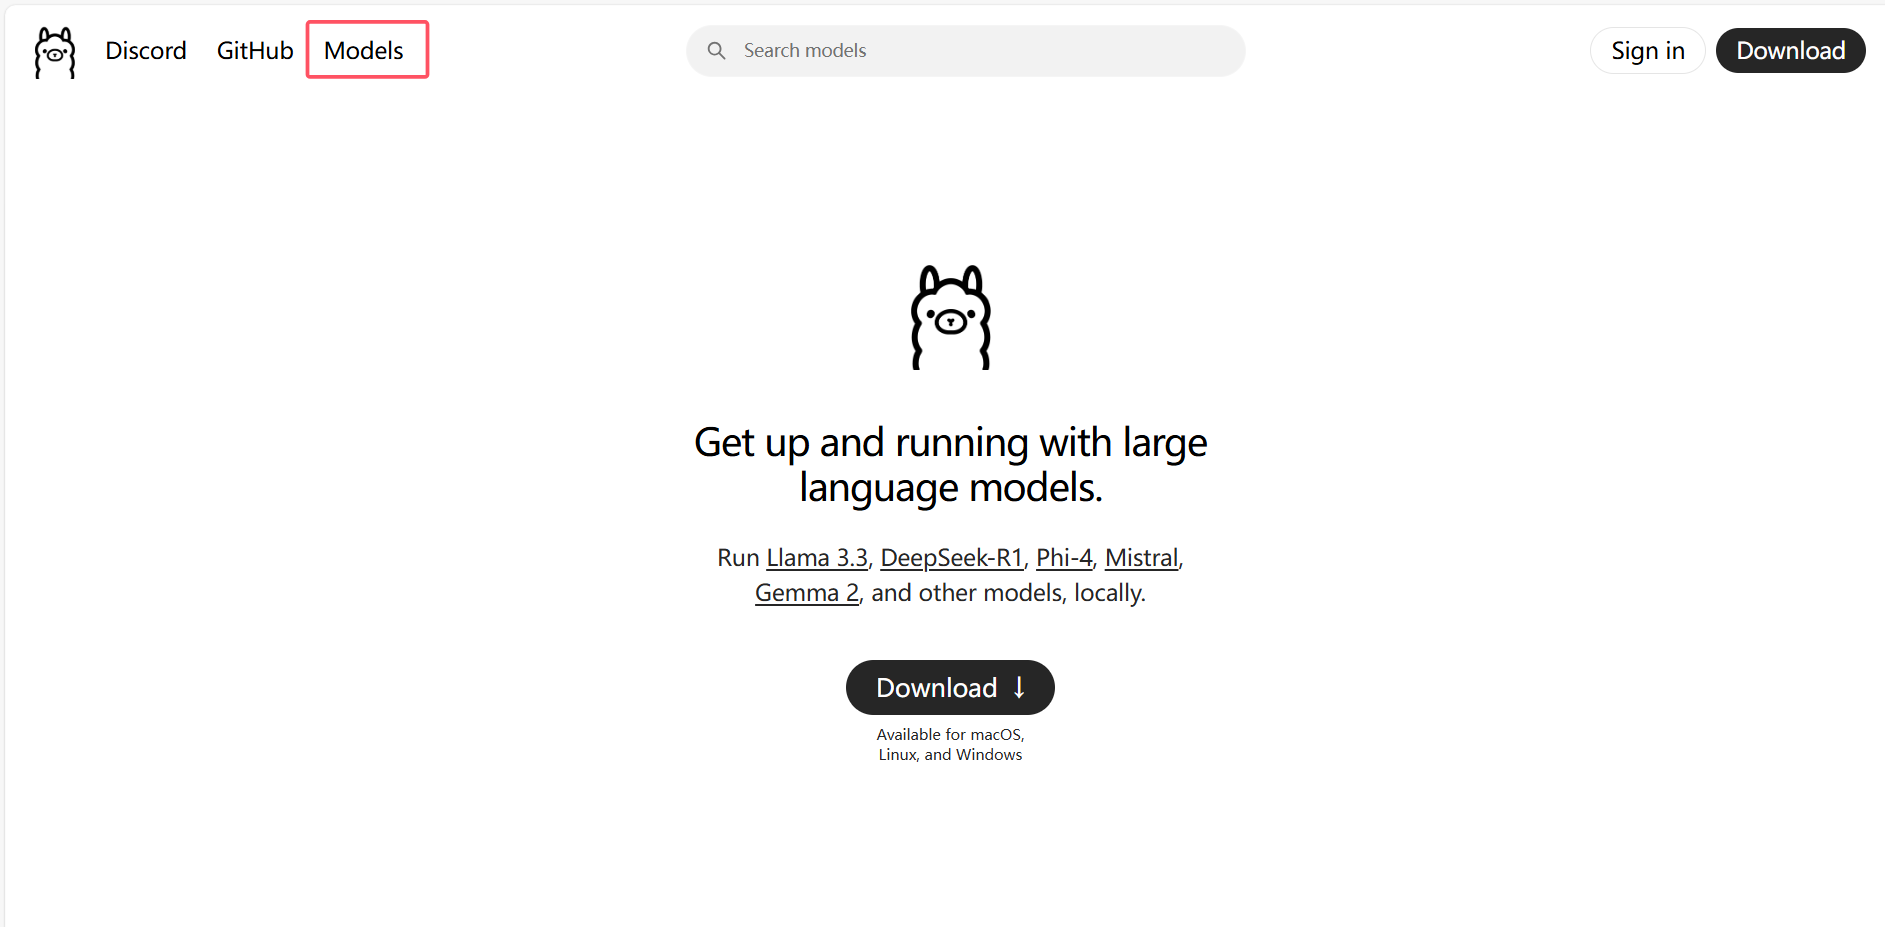 Discord GitHub Models Search models Sign in Download
Get up and running with large
language models.
Run Llama 3.3, DeepSeek-R1, Phi-4, Mistral,
Gemma 2, and other models, locally.
Download ↓
Available for macOS,
Linux, and Windows